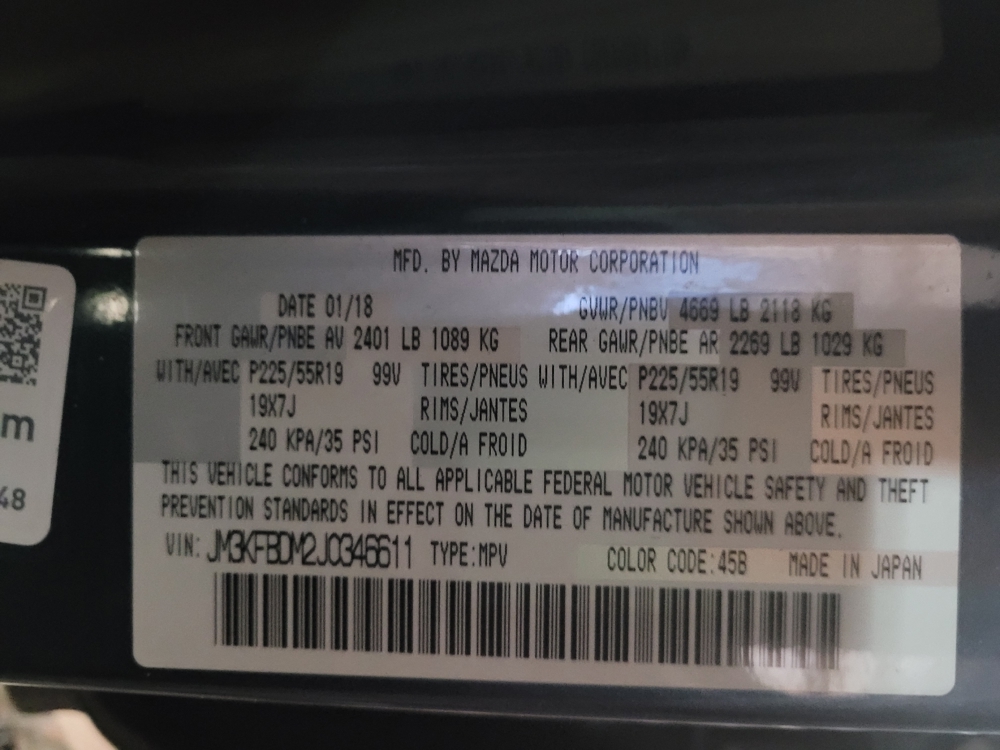 MFD. BY MAZDA MOTOR CORPORATION
DATE 01/18 GVWR/PNBV 4669 LB 2118 KG
FRONT GAWR/PNBE AV 2401 LB 1089 KG REAR GAWR/PNBE AR 2269 LB 1029 KG
WITH/AVEC P225/55R19 99V TIRES/PNEUS WITH/AVEC P225/55R19 99V TIRES/PNEUS
19X7J RIMS/JANTES 19X7J RIMS/JANTES
240 KPA/35 PSI COLD/A FROID 240 KPA/35 PSI COLD/A FROID
THIS VEHICLE CONFORMS TO ALL APPLICABLE FEDERAL MOTOR VEHICLE SAFETY AND THEFT
PREVENTION STANDARDS IN EFFECT ON THE DATE OF MANUFACTURE SHOWN ABOVE.
VIN: JM3KFBDM2J0346611 TYPE:MPV COLOR CODE:45B MADE IN JAPAN
m
48